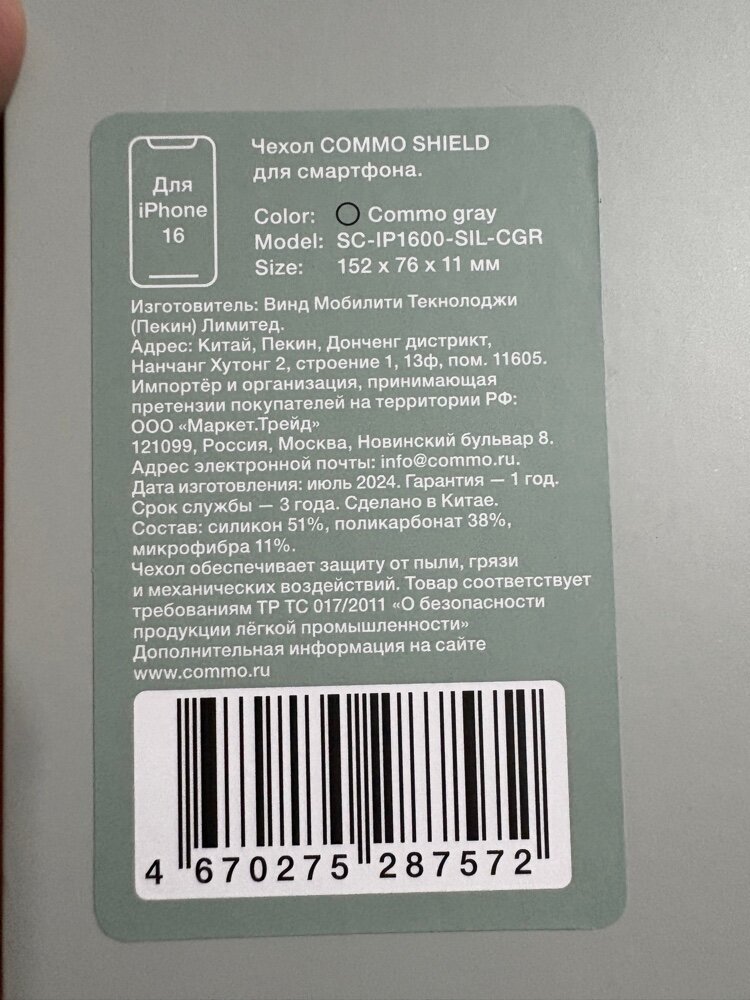 Для
iPhone
16
Чехол COMMO SHIELD
для смартфона.
Color: Commo gray
Model: SC-IP1600-SIL-CGR
Size: 152 x 76 x 11 мм
Изготовитель: Винд Мобилити Текнолоджи
(Пекин) Лимитед.
Адрес: Китай, Пекин, Донченг дистрикт,
Нанчанг Хутонг 2, строение 1, 13ф, пом. 11605.
Импортёр и организация, принимающая
претензии покупателей на территории РФ:
ООО «Маркет.Трейд»
121099, Россия, Москва, Новинский бульвар 8.
Адрес электронной почты: info@commo.ru.
Дата изготовления: июль 2024. Гарантия — 1 год.
Срок службы — 3 года. Сделано в Китае.
Состав: силикон 51%, поликарбонат 38%,
микрофибра 11%.
Чехол обеспечивает защиту от пыли, грязи
и механических воздействий. Товар соответствует
требованиям ТР ТС 017/2011 «О безопасности
продукции лёгкой промышленности»
Дополнительная информация на сайте
www.commo.ru
4 670275 287572